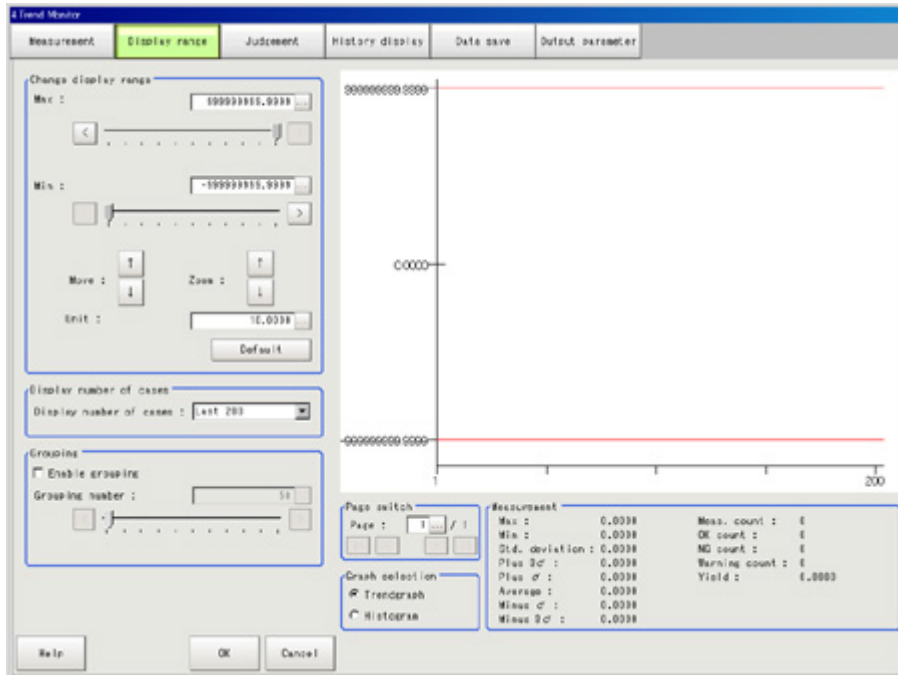 4.Trend Monitor
Measurement
Display range
Judgement
History display
Data save
Output parameter
Change display range
Max :
999999999.9999 ...
<
Min :
-999999999.9999 ...
>
Move :
↑
↓
Zoom :
↑
↓
Unit :
10.0000 ...
Default
Display number of cases
Display number of cases : Last 200
Grouping
Enable grouping
Grouping number :
50
999999999.9999
0.0000
-999999999.9999
1
200
Page switch
Page : 1 ... / 1
Graph selection
Trendgraph
Histogram
Measurement
Max : 0.0000
Min : 0.0000
Std. deviation : 0.0000
Plus 3σ : 0.0000
Plus σ : 0.0000
Average : 0.0000
Minus σ : 0.0000
Minus 3σ : 0.0000
Meas. count : 0
OK count : 0
NG count : 0
Warning count : 0
Yield : 0.0000
Help
OK
Cancel